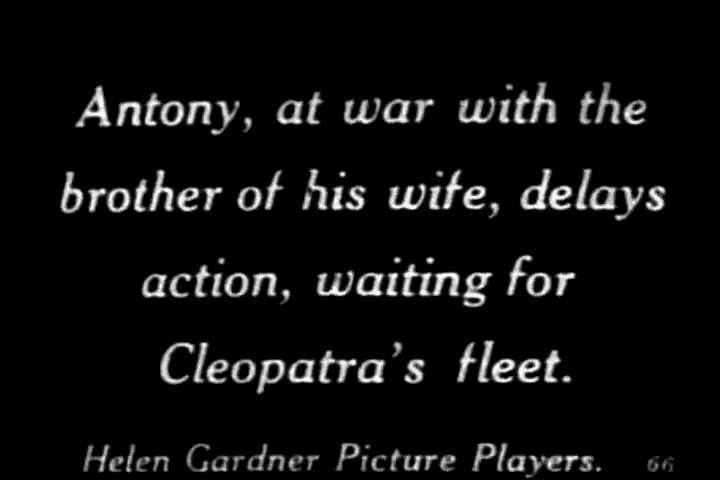 Antony, at war with the
brother of his wife, delays
action, waiting for
Cleopatra's fleet.
Helen Gardner Picture Players. 66